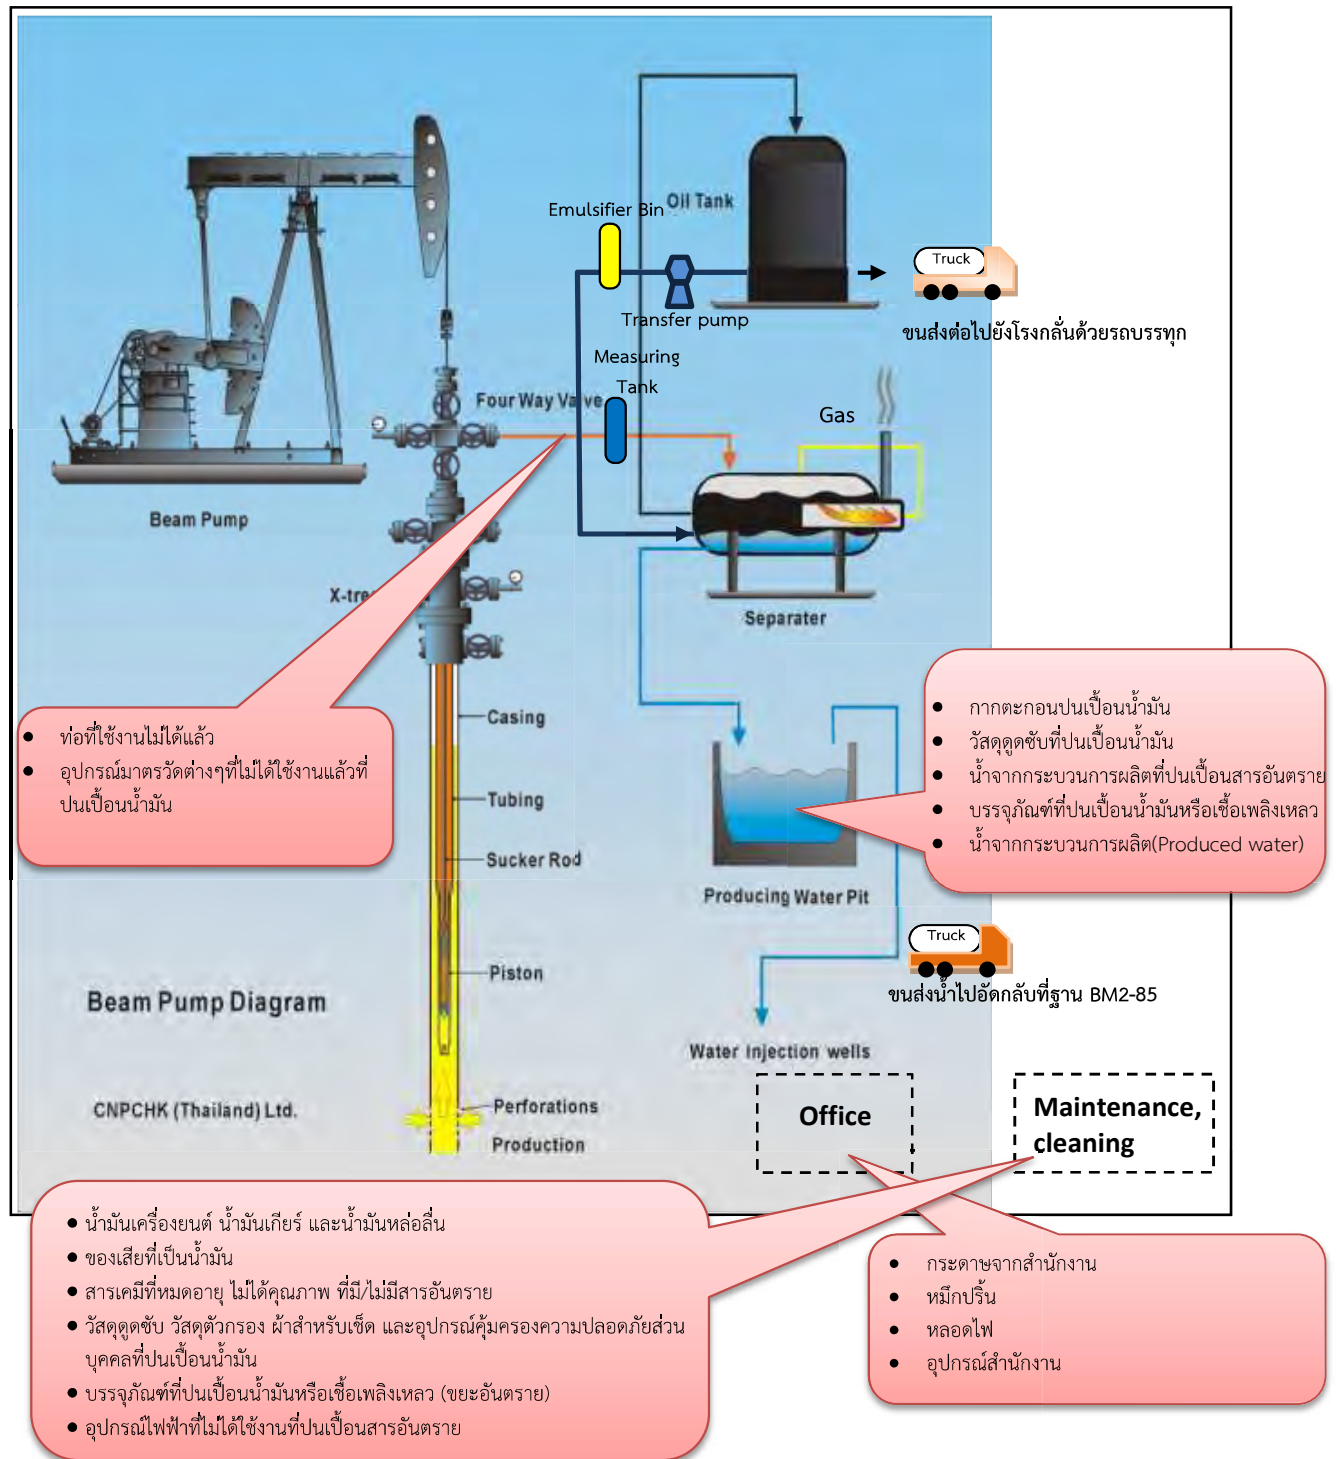 Emulsifier Bin
Oil Tank
Truck
Transfer pump
ขนส่งต่อไปยังโรงกลั่นด้วยรถบรรทุก
Measuring
Tank
Four Way Valve
Gas
Beam Pump
X-tree
Separater
• ท่อที่ใช้งานไม่ได้แล้ว
• อุปกรณ์มาตรวัดต่างๆที่ไม่ได้ใช้งานแล้วที่
ปนเปื้อนน้ำมัน
• กากตะกอนปนเปื้อนน้ำมัน
• วัสดุดูดซับที่ปนเปื้อนน้ำมัน
• น้ำจากกระบวนการผลิตที่ปนเปื้อนสารอันตราย
• บรรจุภัณฑ์ที่ปนเปื้อนน้ำมันหรือเชื้อเพลิงเหลว
• น้ำจากกระบวนการผลิต(Produced water)
Casing
Tubing
Sucker Rod
Producing Water Pit
Truck
Piston
ขนส่งน้ำไปอัดกลับที่ฐาน BM2-85
Beam Pump Diagram
Water Injection wells
CNPCHK (Thailand) Ltd.
Perforations
Production
Office
Maintenance,
cleaning
• น้ำมันเครื่องยนต์ น้ำมันเกียร์ และน้ำมันหล่อลื่น
• ของเสียที่เป็นน้ำมัน
• สารเคมีที่หมดอายุ ไม่ได้คุณภาพ ที่มี/ไม่มีสารอันตราย
• วัสดุดูดซับ วัสดุตัวกรอง ผ้าสำหรับเช็ด และอุปกรณ์คุ้มครองความปลอดภัยส่วน
บุคคลที่ปนเปื้อนน้ำมัน
• บรรจุภัณฑ์ที่ปนเปื้อนน้ำมันหรือเชื้อเพลิงเหลว (ขยะอันตราย)
• อุปกรณ์ไฟฟ้าที่ไม่ได้ใช้งานที่ปนเปื้อนสารอันตราย
• กระดาษจากสำนักงาน
• หมึกปริ้น
• หลอดไฟ
• อุปกรณ์สำนักงาน